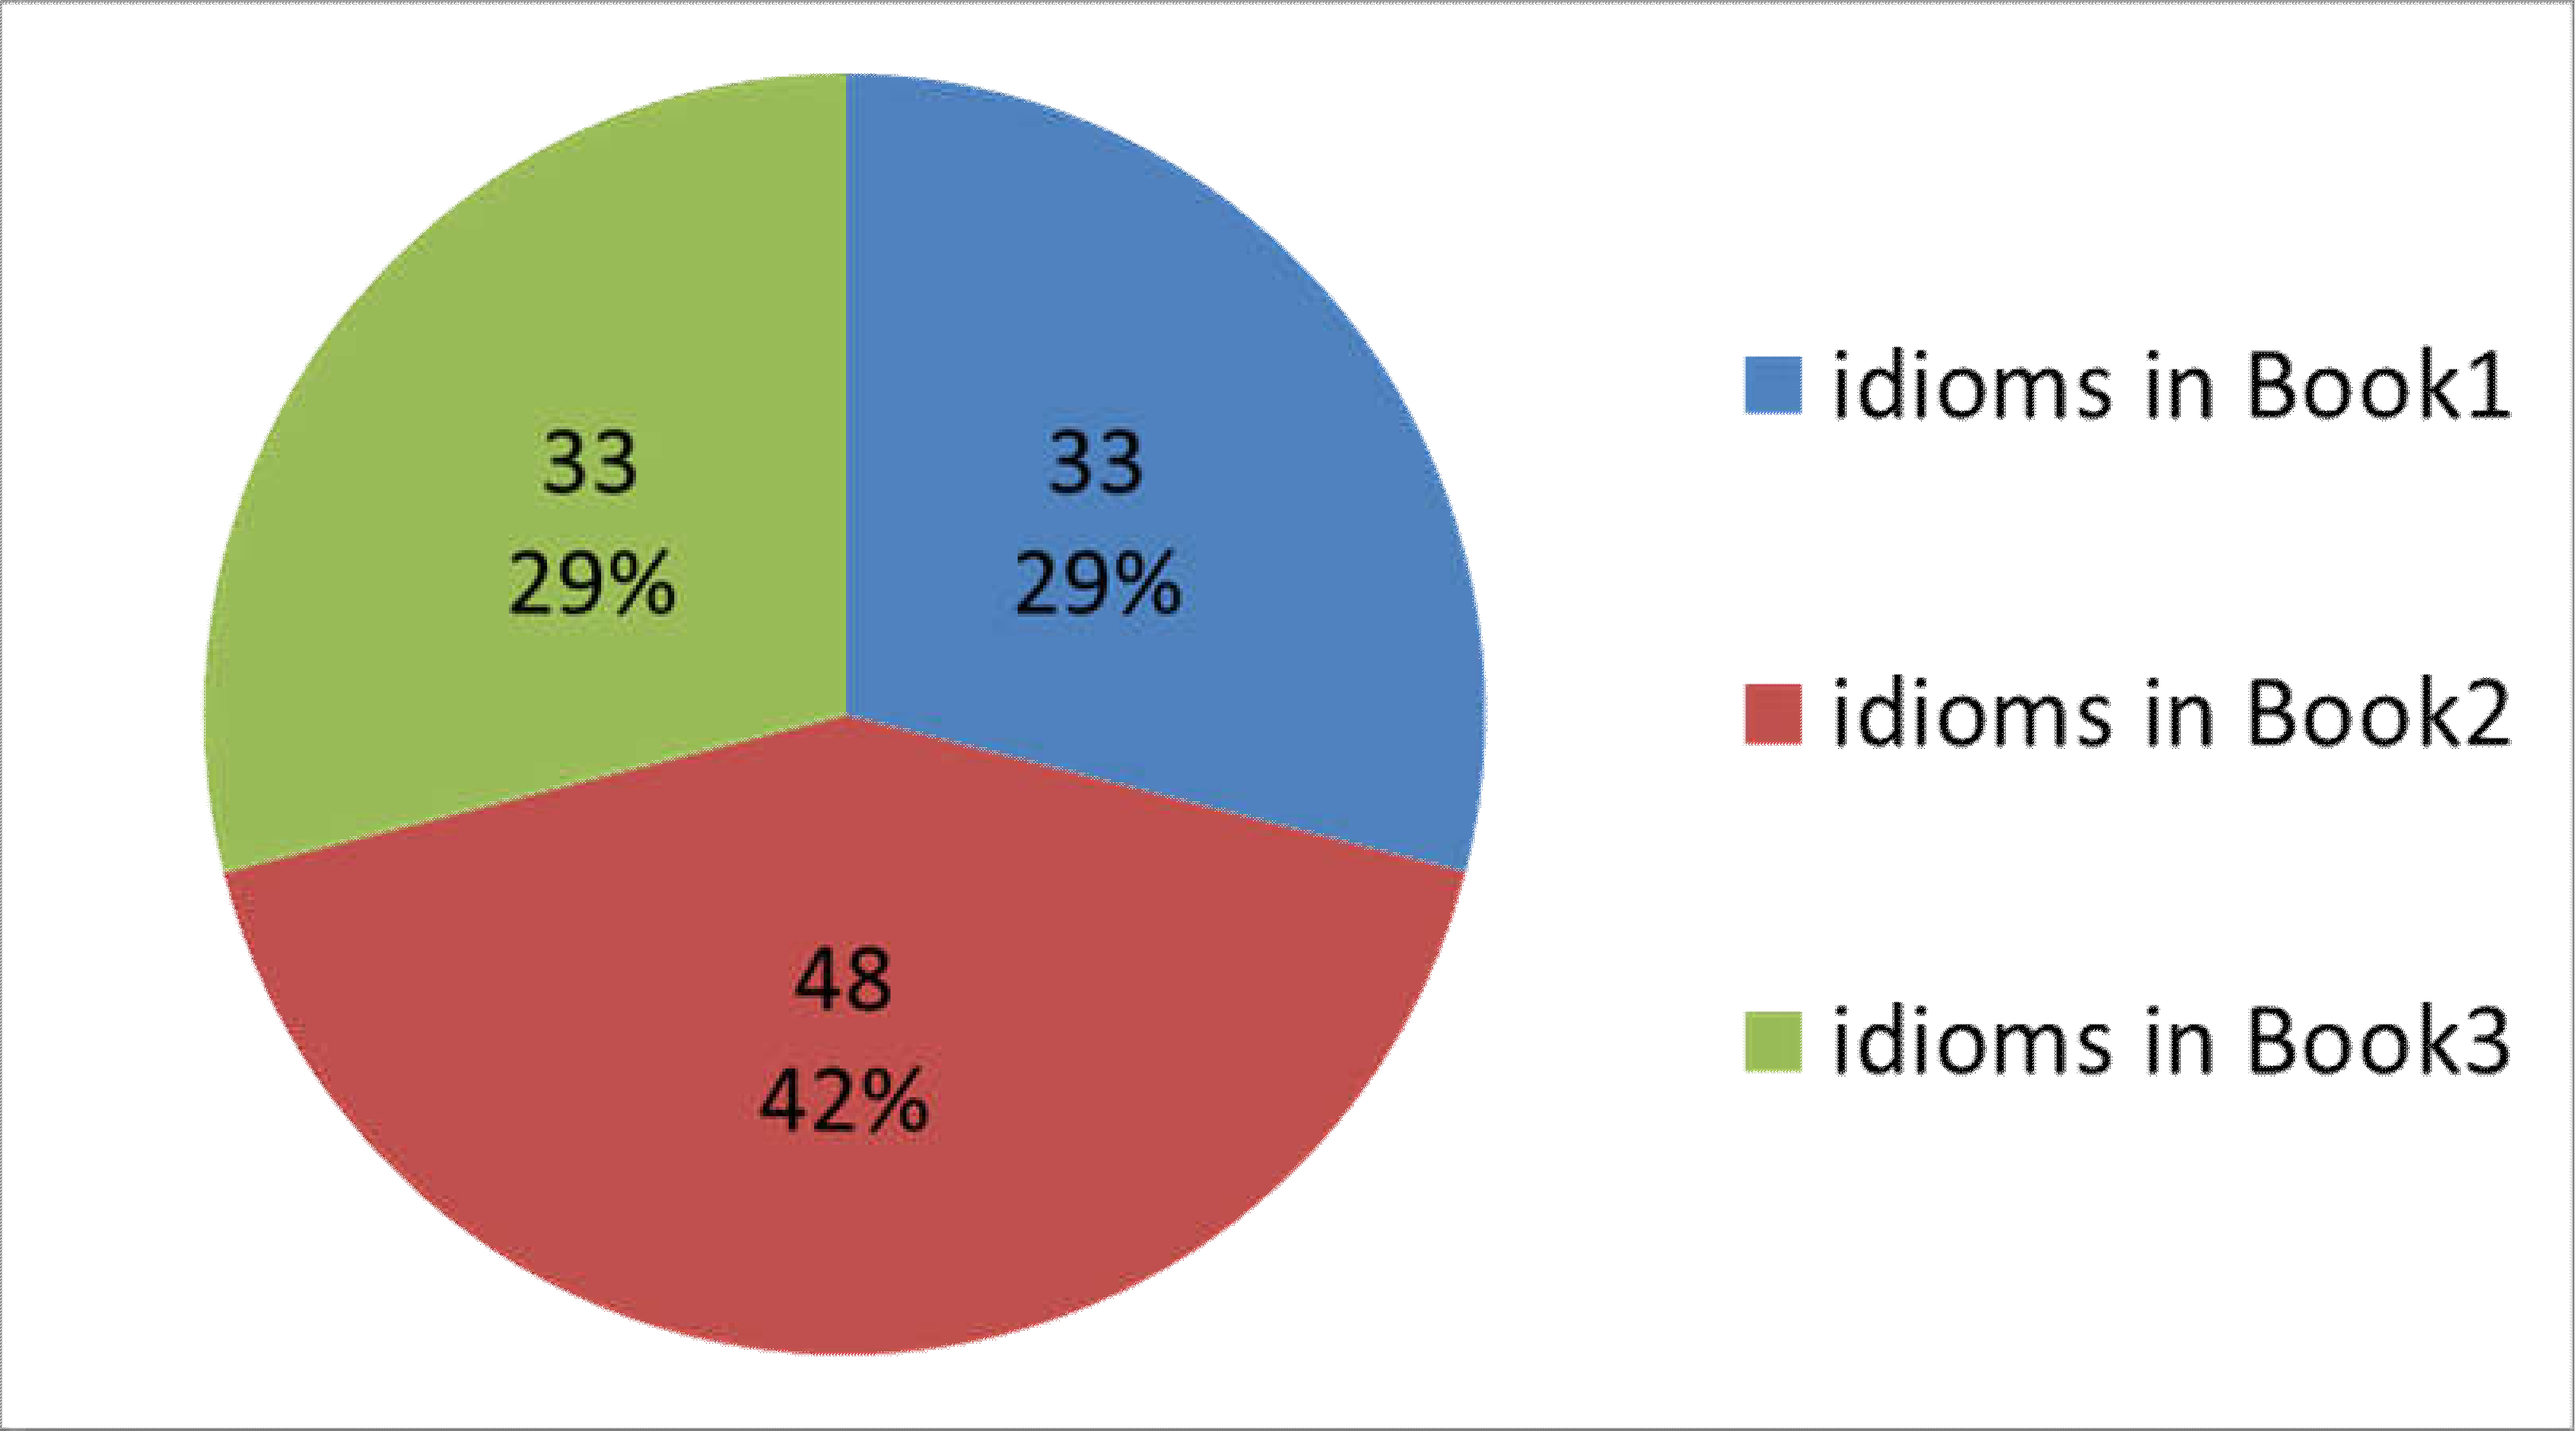 33
29%
33
29%
48
42%
idioms in Book1
idioms in Book2
idioms in Book3